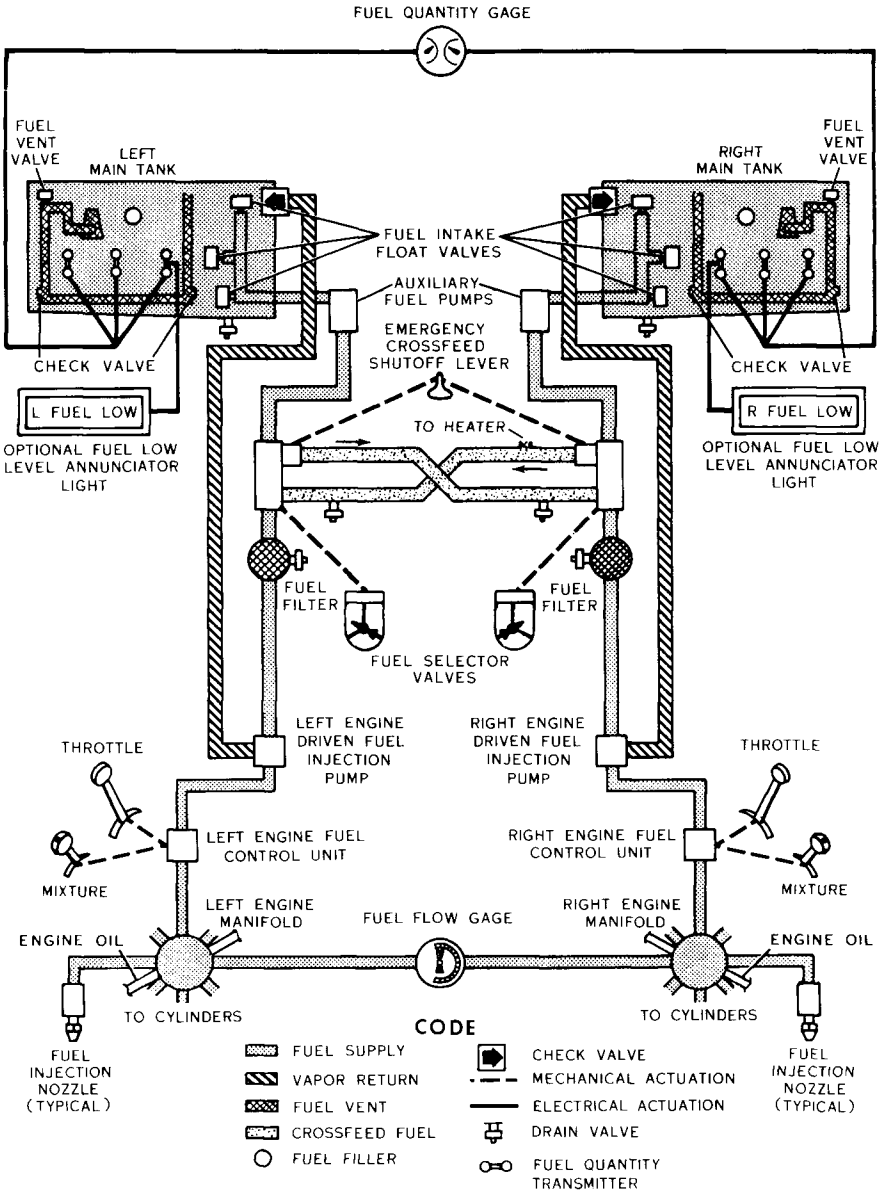 FUEL QUANTITY GAGE
FUEL
VENT
VALVE
LEFT
MAIN TANK
RIGHT
MAIN TANK
FUEL
VENT
VALVE
FUEL INTAKE
FLOAT VALVES
AUXILIARY
FUEL PUMPS
EMERGENCY
CROSSFEED
SHUTOFF LEVER
CHECK VALVE
CHECK VALVE
L FUEL LOW
R FUEL LOW
TO HEATER
OPTIONAL FUEL LOW
LEVEL ANNUNCIATOR
LIGHT
OPTIONAL FUEL LOW
LEVEL ANNUNCIATOR
LIGHT
FUEL
FILTER
FUEL
FILTER
FUEL SELECTOR
VALVES
LEFT ENGINE
DRIVEN FUEL
INJECTION
PUMP
RIGHT ENGINE
DRIVEN FUEL
INJECTION
PUMP
THROTTLE
THROTTLE
LEFT ENGINE FUEL
CONTROL UNIT
RIGHT ENGINE FUEL
CONTROL UNIT
MIXTURE
MIXTURE
LEFT ENGINE
MANIFOLD
FUEL FLOW GAGE
RIGHT ENGINE
MANIFOLD
ENGINE OIL
ENGINE OIL
TO CYLINDERS
TO CYLINDERS
FUEL
INJECTION
NOZZLE
(TYPICAL)
FUEL
INJECTION
NOZZLE
(TYPICAL)
CODE
FUEL SUPPLY
VAPOR RETURN
FUEL VENT
CROSSFEED FUEL
FUEL FILLER
CHECK VALVE
MECHANICAL ACTUATION
ELECTRICAL ACTUATION
DRAIN VALVE
FUEL QUANTITY
TRANSMITTER